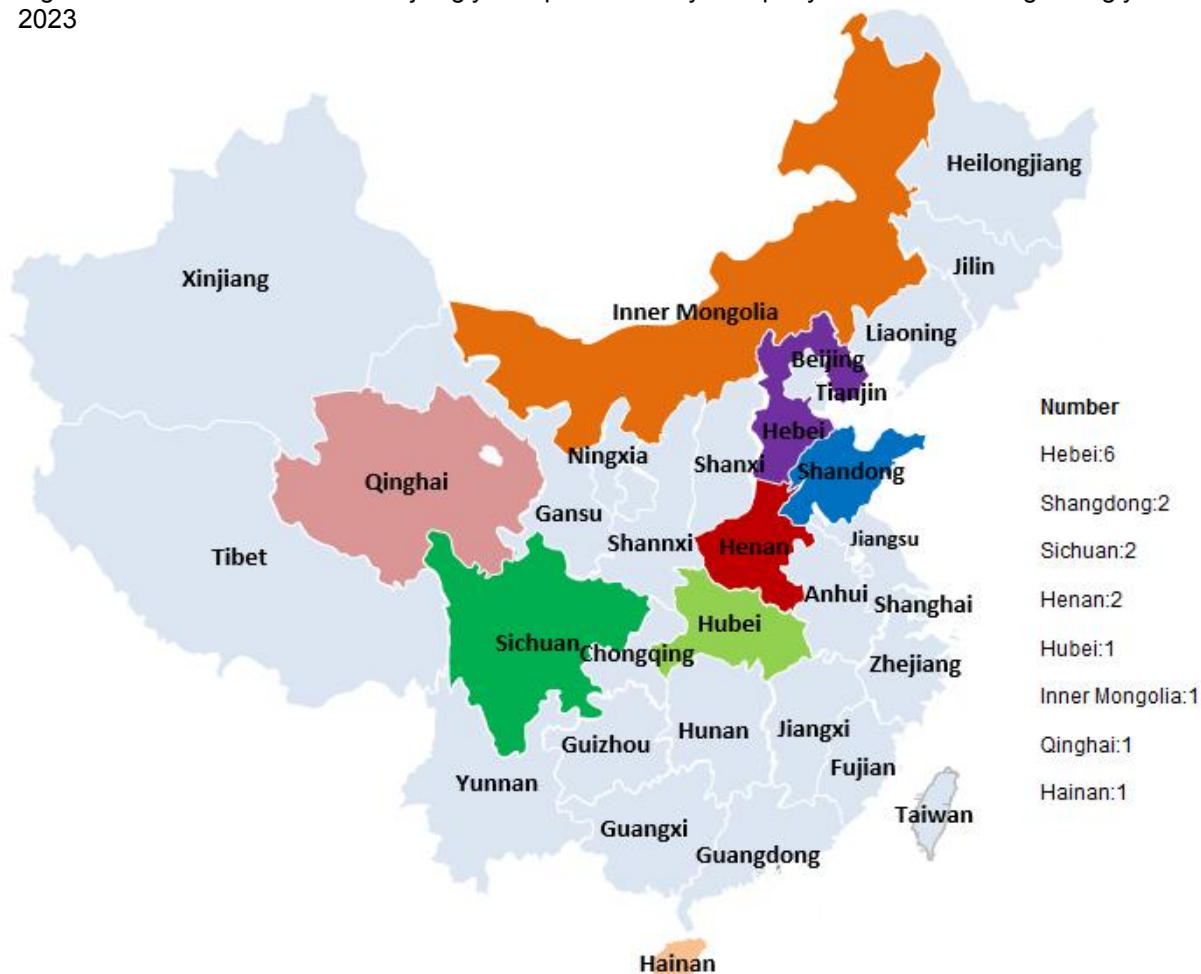 2023
Heilongjiang
Xinjiang
Jilin
Inner Mongolia
Liaoning
Beijing
Tianjin
Hebei
Ningxia
Shanxi
Shandong
Qinghai
Gansu
Shannxi
Henan
Jiangsu
Tibet
Anhui
Shanghai
Hubei
Sichuan
Chongqing
Zhejiang
Hunan
Jiangxi
Guizhou
Fujian
Yunnan
Taiwan
Guangxi
Guangdong
Hainan
Number
Hebei:6
Shangdong:2
Sichuan:2
Henan:2
Hubei:1
Inner Mongolia:1
Qinghai:1
Hainan:1